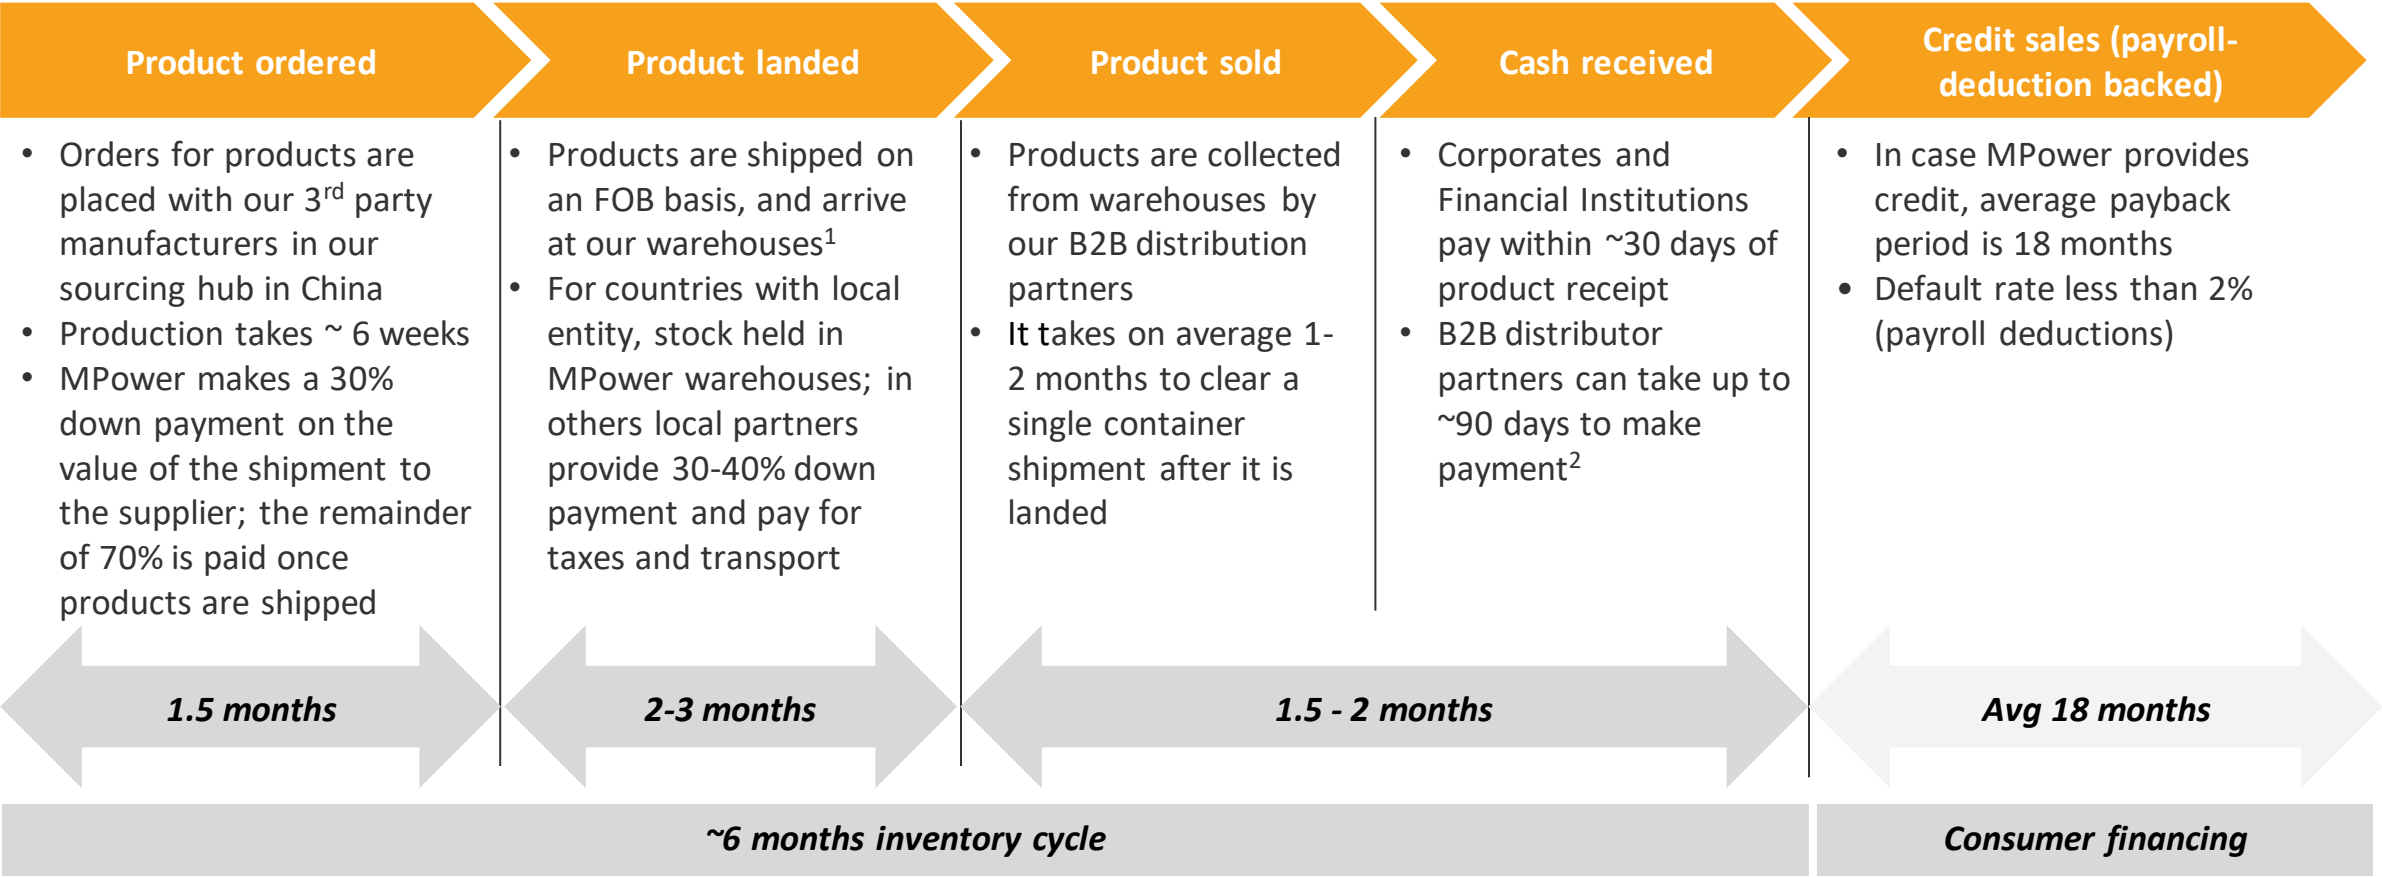 Product ordered
Product landed
Product sold
Cash received
Credit sales (payroll-
deduction backed)
• Orders for products are
placed with our 3rd party
manufacturers in our
sourcing hub in China
• Production takes ~ 6 weeks
• MPower makes a 30%
down payment on the
value of the shipment to
the supplier; the remainder
of 70% is paid once
products are shipped
• Products are shipped on
an FOB basis, and arrive
at our warehouses1
• For countries with local
entity, stock held in
MPower warehouses; in
others local partners
provide 30-40% down
payment and pay for
taxes and transport
• Products are collected
from warehouses by
our B2B distribution
partners
• It takes on average 1-
2 months to clear a
single container
shipment after it is
landed
• Corporates and
Financial Institutions
pay within ~30 days of
product receipt
• B2B distributor
partners can take up to
~90 days to make
payment2
• In case MPower provides
credit, average payback
period is 18 months
• Default rate less than 2%
(payroll deductions)
1.5 months
2-3 months
1.5 - 2 months
Avg 18 months
~6 months inventory cycle
Consumer financing